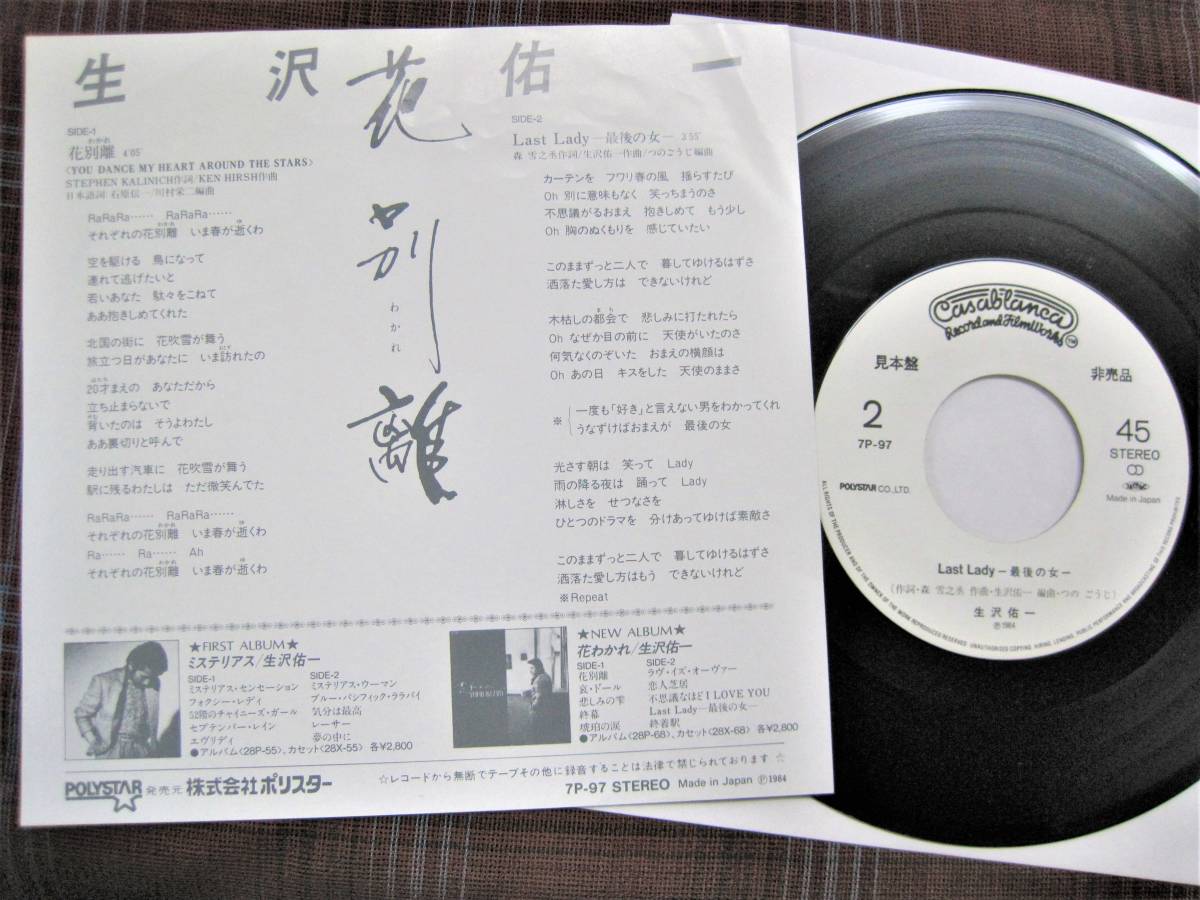 生沢佑一
花別離
わかれ
SIDE-1
わかれ
花別離 4'05"
〈YOU DANCE MY HEART AROUND THE STARS〉
STEPHEN KALINICH作詞/KEN HIRSH作曲
日本語詞 石原信一/川村栄二編曲
RaRaRa…… RaRaRa……
それぞれの花別離 いま春が逝くわ
空を駆ける 鳥になって
連れて逃げたいと
若いあなた 駄々をこねて
ああ抱きしめてくれた
北国の街に 花吹雪が舞う
旅立つ日があなたに いま訪れたの
20才まえの あなただから
立ち止まらないで
背いたのは そうよわたし
ああ裏切りと呼んで
走り出す汽車に 花吹雪が舞う
駅に残るわたしは ただ微笑んでた
RaRaRa…… RaRaRa……
それぞれの花別離 いま春が逝くわ
Ra…… Ra…… Ah
それぞれの花別離 いま春が逝くわ
SIDE-2
Last Lady—最後の女— 3'55"
森 雪之丞作詞/生沢佑一作曲/つのごうじ編曲
カーテンを フワリ春の風 揺らすたび
Oh 別に意味もなく 笑っちまうのさ
不思議がるおまえ 抱きしめて もう少し
Oh 胸のぬくもりを 感じていたい
このままずっと二人で 暮してゆけるはずさ
洒落た愛し方は できないけれど
木枯しの都会で 悲しみに打たれたら
Oh なぜか目の前に 天使がいたのさ
何気なくのぞいた おまえの横顔は
Oh あの日 キスをした 天使のままさ
※ 一度も「好き」と言えない男をわかってくれ
うなずけばおまえが 最後の女
光さす朝は 笑って Lady
雨の降る夜は 踊って Lady
淋しさを せつなさを
ひとつのドラマを 分けあってゆけば素敵さ
このままずっと二人で 暮してゆけるはずさ
洒落た愛し方はもう できないけれど
※Repeat
★FIRST ALBUM★
ミステリアス/生沢佑一
SIDE-1
ミステリアス・センセーション
フォクシー・レディ
52階のチャイニーズ・ガール
セプテンバー・レイン
エヴリディ
SIDE-2
ミステリアス・ウーマン
ブルー・パシフィック・ララバイ
気分は最高
レーサー
夢の中に
●アルバム〈28P-55〉、カセット〈28X-55〉各¥2,800
★NEW ALBUM★
花わかれ/生沢佑一
SIDE-1
花別離
哀・ドール
悲しみの雫
終幕
琥珀の涙
SIDE-2
ラヴ・イズ・オーヴァー
恋人芝居
不思議なほど I LOVE YOU
Last Lady—最後の女—
終着駅
●アルバム〈28P-68〉、カセット〈28X-68〉各¥2,800
POLYSTAR 発売元 株式会社ポリスター
☆レコードから無断でテープその他に録音することは法律で禁じられております☆
7P-97 STEREO Made in Japan Ⓟ1984
Casablanca
Record and FilmWorks
見本盤
非売品
2
7P-97
45
STEREO
POLYSTAR CO., LTD.
Made in Japan
Last Lady—最後の女—
(作詞・森 雪之丞 作曲・生沢佑一 編曲・つの ごうじ)
生沢佑一
Ⓟ1984